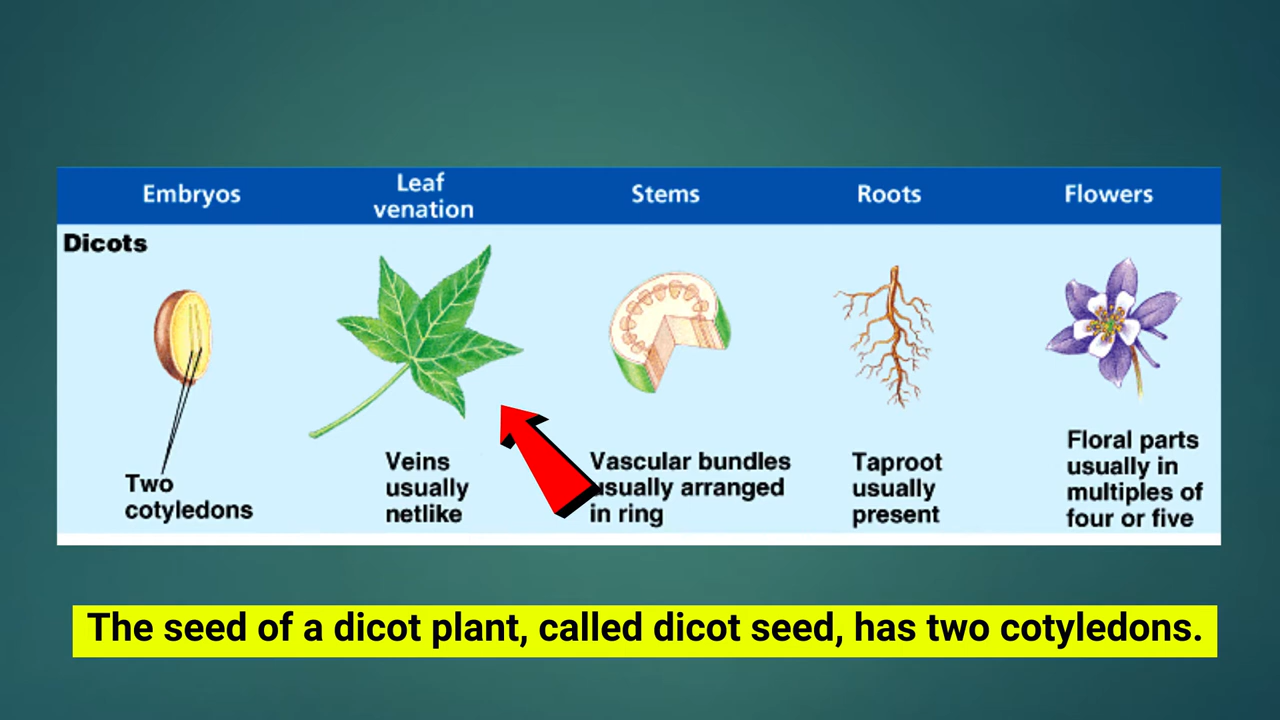 Embryos
Leaf
venation
Stems
Roots
Flowers
Dicots
Two
cotyledons
Veins
usually
netlike
Vascular bundles
usually arranged
in ring
Taproot
usually
present
Floral parts
usually in
multiples of
four or five
The seed of a dicot plant, called dicot seed, has two cotyledons.